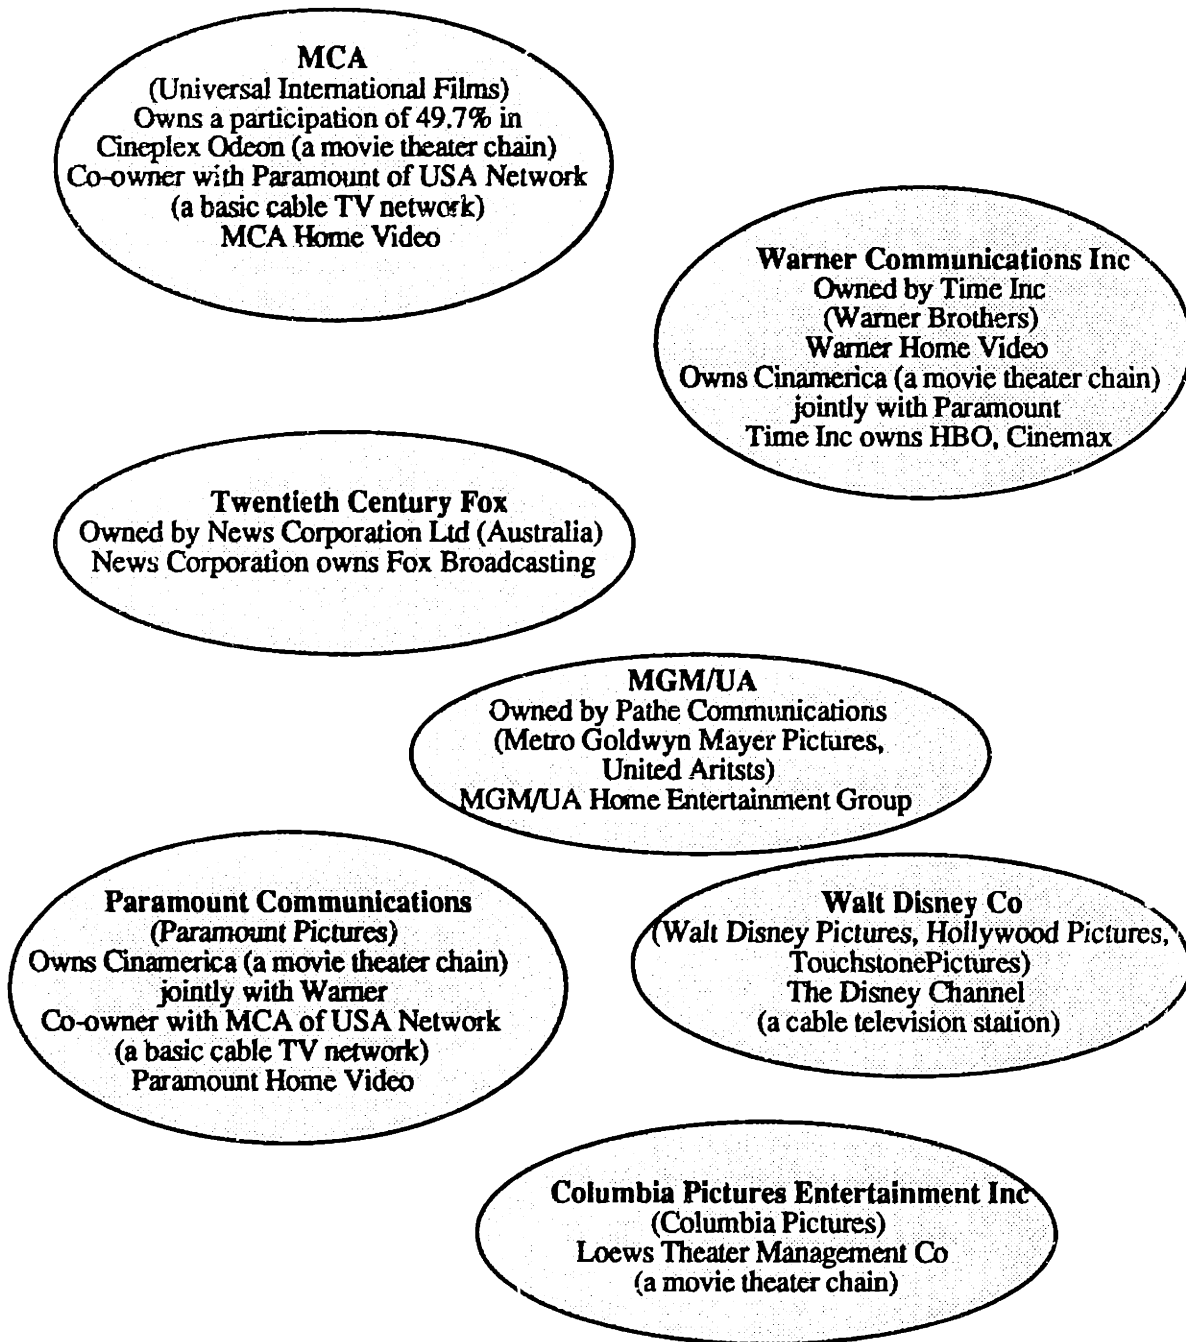 MCA
(Universal International Films)
Owns a participation of 49.7% in
Cineplex Odeon (a movie theater chain)
Co-owner with Paramount of USA Network
(a basic cable TV network)
MCA Home Video
Warner Communications Inc
Owned by Time Inc
(Warner Brothers)
Warner Home Video
Owns Cinamerica (a movie theater chain)
jointly with Paramount
Time Inc owns HBO, Cinemax
Twentieth Century Fox
Owned by News Corporation Ltd (Australia)
News Corporation owns Fox Broadcasting
MGM/UA
Owned by Pathe Communications
(Metro Goldwyn Mayer Pictures,
United Aritsts)
MGM/UA Home Entertainment Group
Paramount Communications
(Paramount Pictures)
Owns Cinamerica (a movie theater chain)
jointly with Warner
Co-owner with MCA of USA Network
(a basic cable TV network)
Paramount Home Video
Walt Disney Co
(Walt Disney Pictures, Hollywood Pictures,
TouchstonePictures)
The Disney Channel
(a cable television station)
Columbia Pictures Entertainment Inc
(Columbia Pictures)
Loews Theater Management Co
(a movie theater chain)